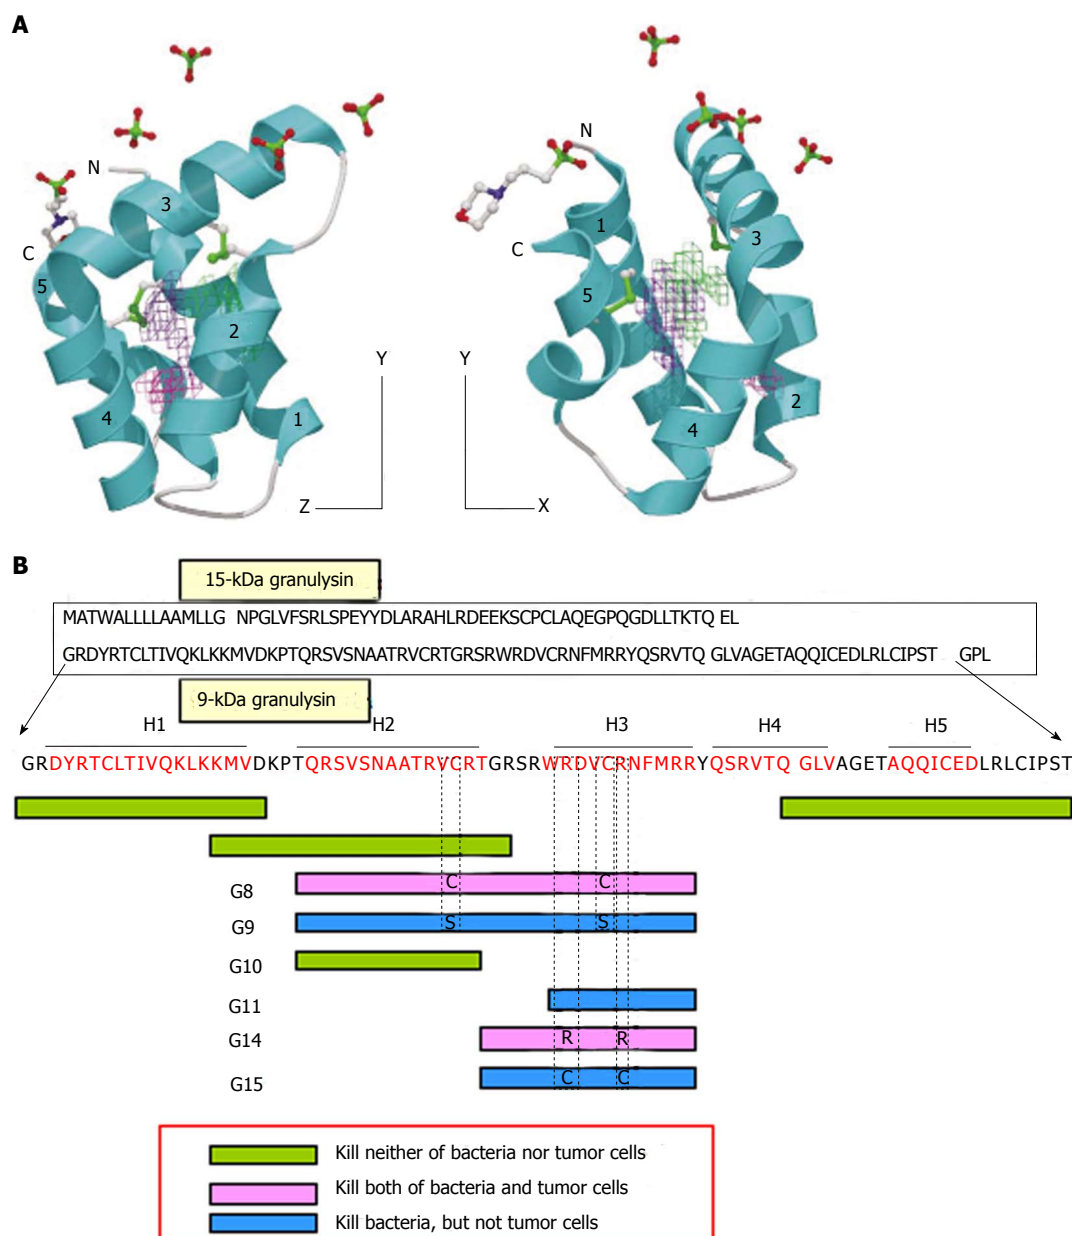 A
N
3
C
5
2
4
1
Y
Z
N
1
C
3
5
2
4
Y
X
B
15-kDa granulysin
MATWALLLLAAMLLG NPGLVFSRLSPEYYDLARAHLRDEEKSCPCLAQEGPQGDLLTKTQ EL
GRDYRTCLTIVQKLKKMVDKPTQRSVSNAATRVCRTGRSRWRDVCRNFMRRYQSRVTQ GLVAGETAQQICEDLRLCIPST GPL
9-kDa granulysin
H1 H2 H3 H4 H5
GRDYRTCLTIVQKLKKMVDKPTQRSVSNAATRVCRTGRSRWRDVCRNFMRRYQSRVTQ GLVAGETAQQICEDLRLCIPST
G8 C C
G9 S S
G10
G11
G14 R R
G15 C C
Kill neither of bacteria nor tumor cells
Kill both of bacteria and tumor cells
Kill bacteria, but not tumor cells